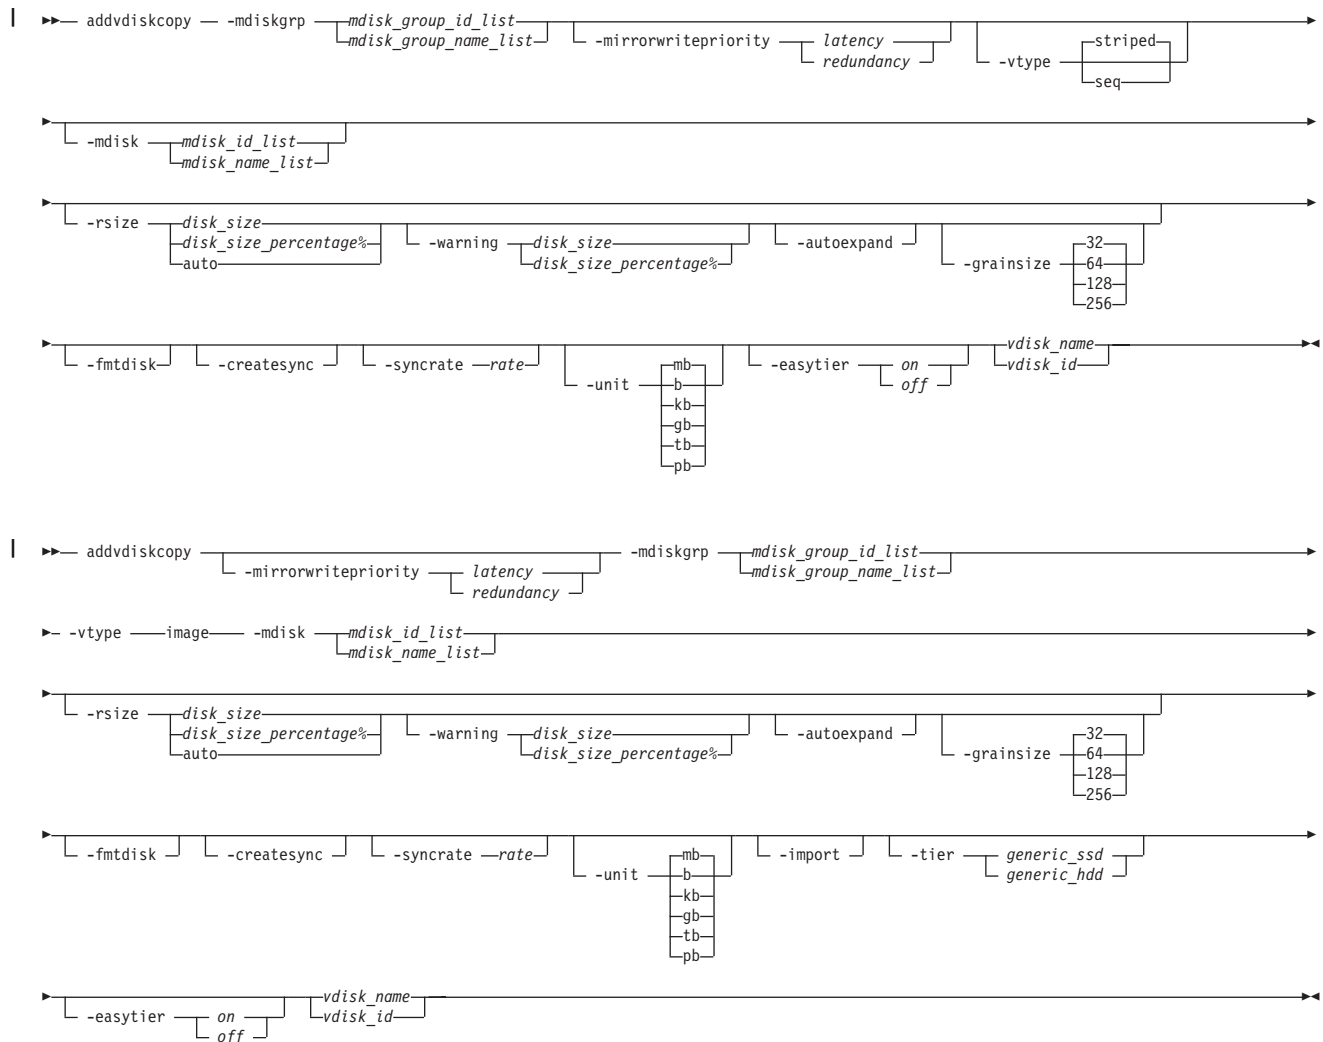 addvdiskcopy -mdiskgrp mdisk_group_id_list
mdisk_group_name_list
-mirrorwritepriority latency
redundancy
-vtype striped
seq
-mdisk mdisk_id_list
mdisk_name_list
-rsize disk_size
disk_size_percentage%
auto
-warning disk_size
disk_size_percentage%
-autoexpand
-grainsize 32
64
128
256
-fmtdisk -createsync -syncrate rate
-unit mb
b
kb
gb
tb
pb
-easytier on
off
vdisk_name
vdisk_id
addvdiskcopy
-mirrorwritepriority latency
redundancy
-mdiskgrp mdisk_group_id_list
mdisk_group_name_list
-vtype image -mdisk mdisk_id_list
mdisk_name_list
-rsize disk_size
disk_size_percentage%
auto
-warning disk_size
disk_size_percentage%
-autoexpand
-grainsize 32
64
128
256
-fmtdisk -createsync -syncrate rate
-unit mb
b
kb
gb
tb
pb
-import
-tier generic_ssd
generic_hdd
-easytier on
off
vdisk_name
vdisk_id